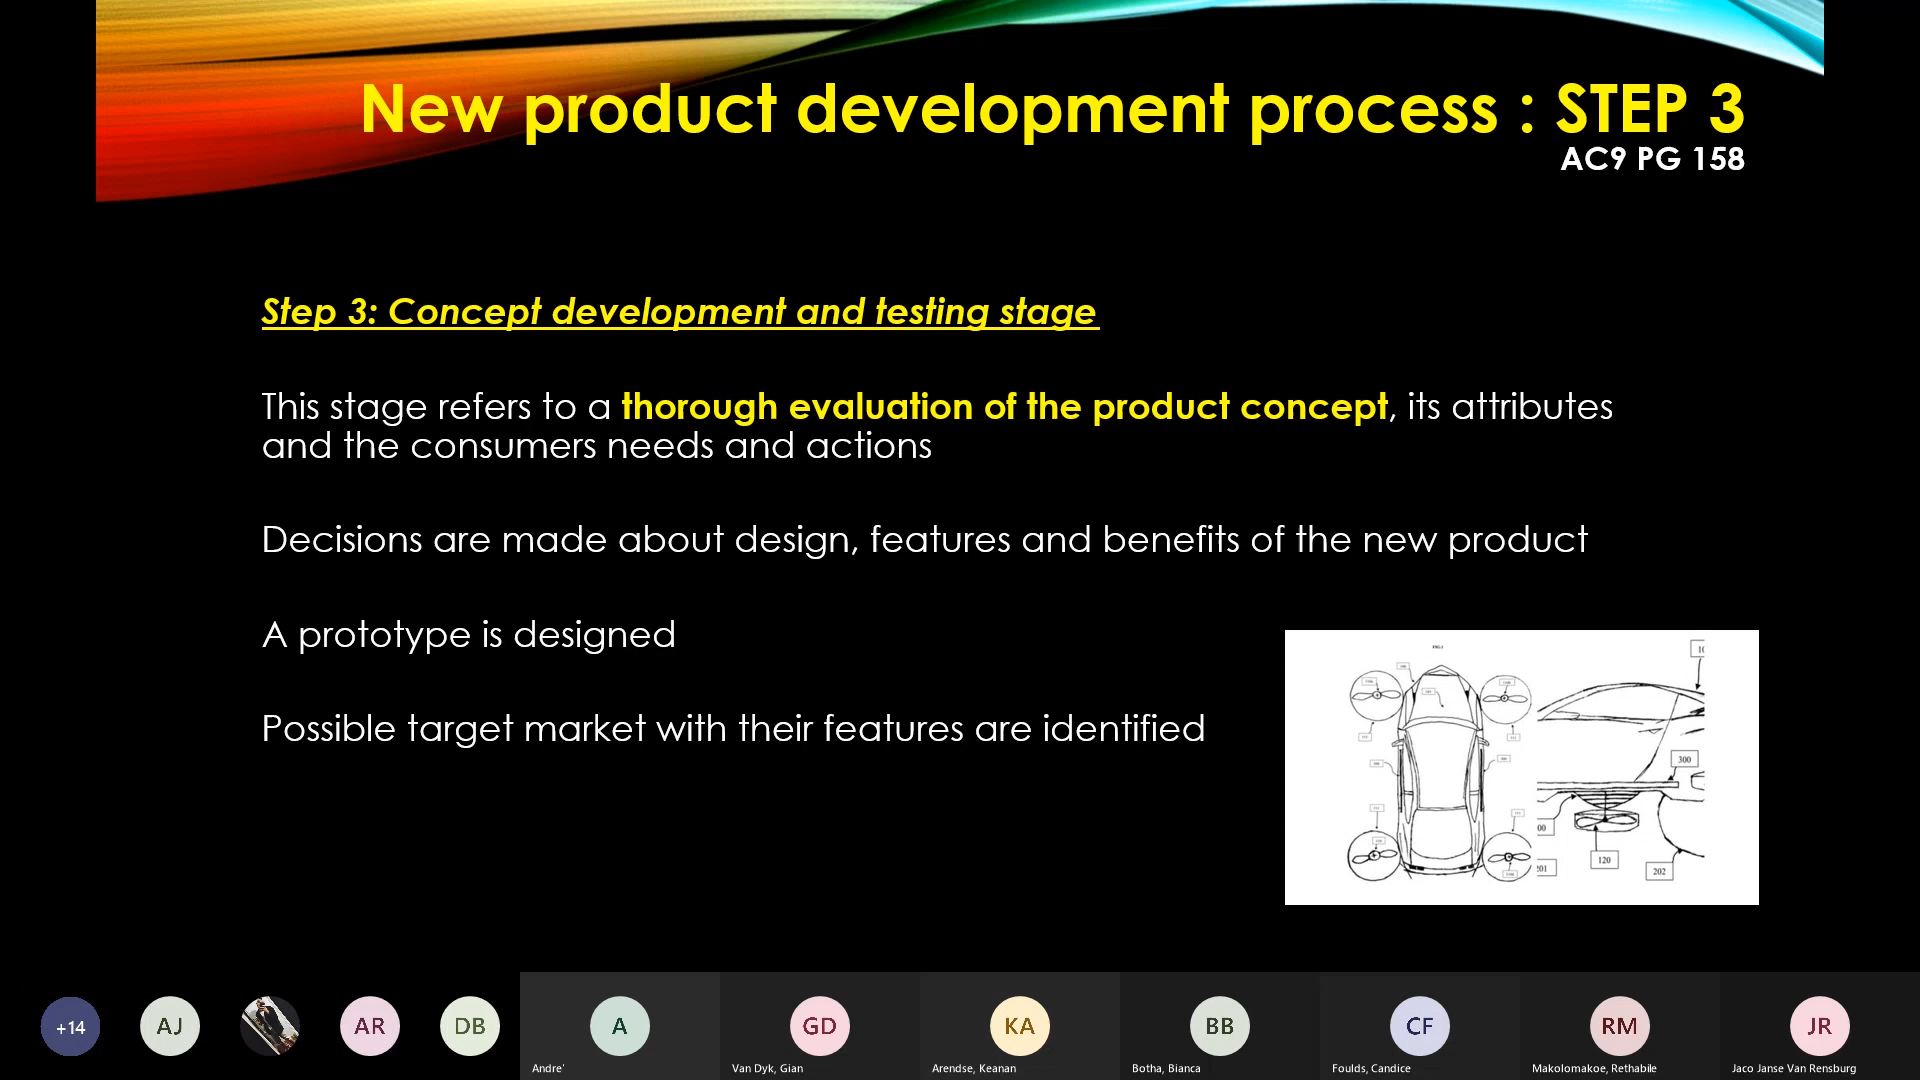 New product development process : STEP 3
AC9 PG 158
Step 3: Concept development and testing stage
This stage refers to a thorough evaluation of the product concept, its attributes
and the consumers needs and actions
Decisions are made about design, features and benefits of the new product
A prototype is designed
Possible target market with their features are identified
300
120
202
+14
AJ
AR
DB
A
GD
KA
BB
CF
RM
JR
Andre'
Van Dyk, Gian
Arendse, Keanan
Botha, Bianca
Foulds, Candice
Makolomakoe, Rethabile
Jaco Janse Van Rensburg